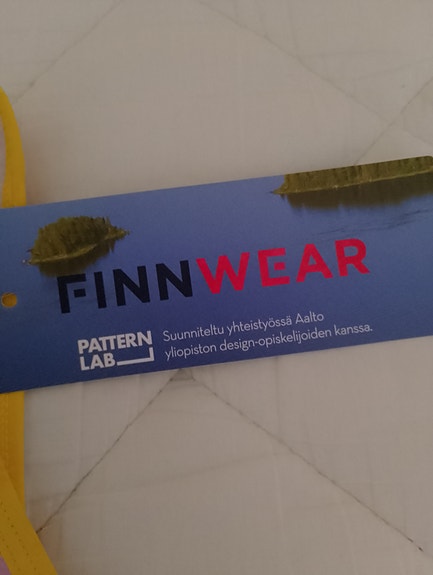 FINNWEAR
PATTERN
LAB
Suunniteltu yhteistyössä Aalto
yliopiston design-opiskelijoiden kanssa.